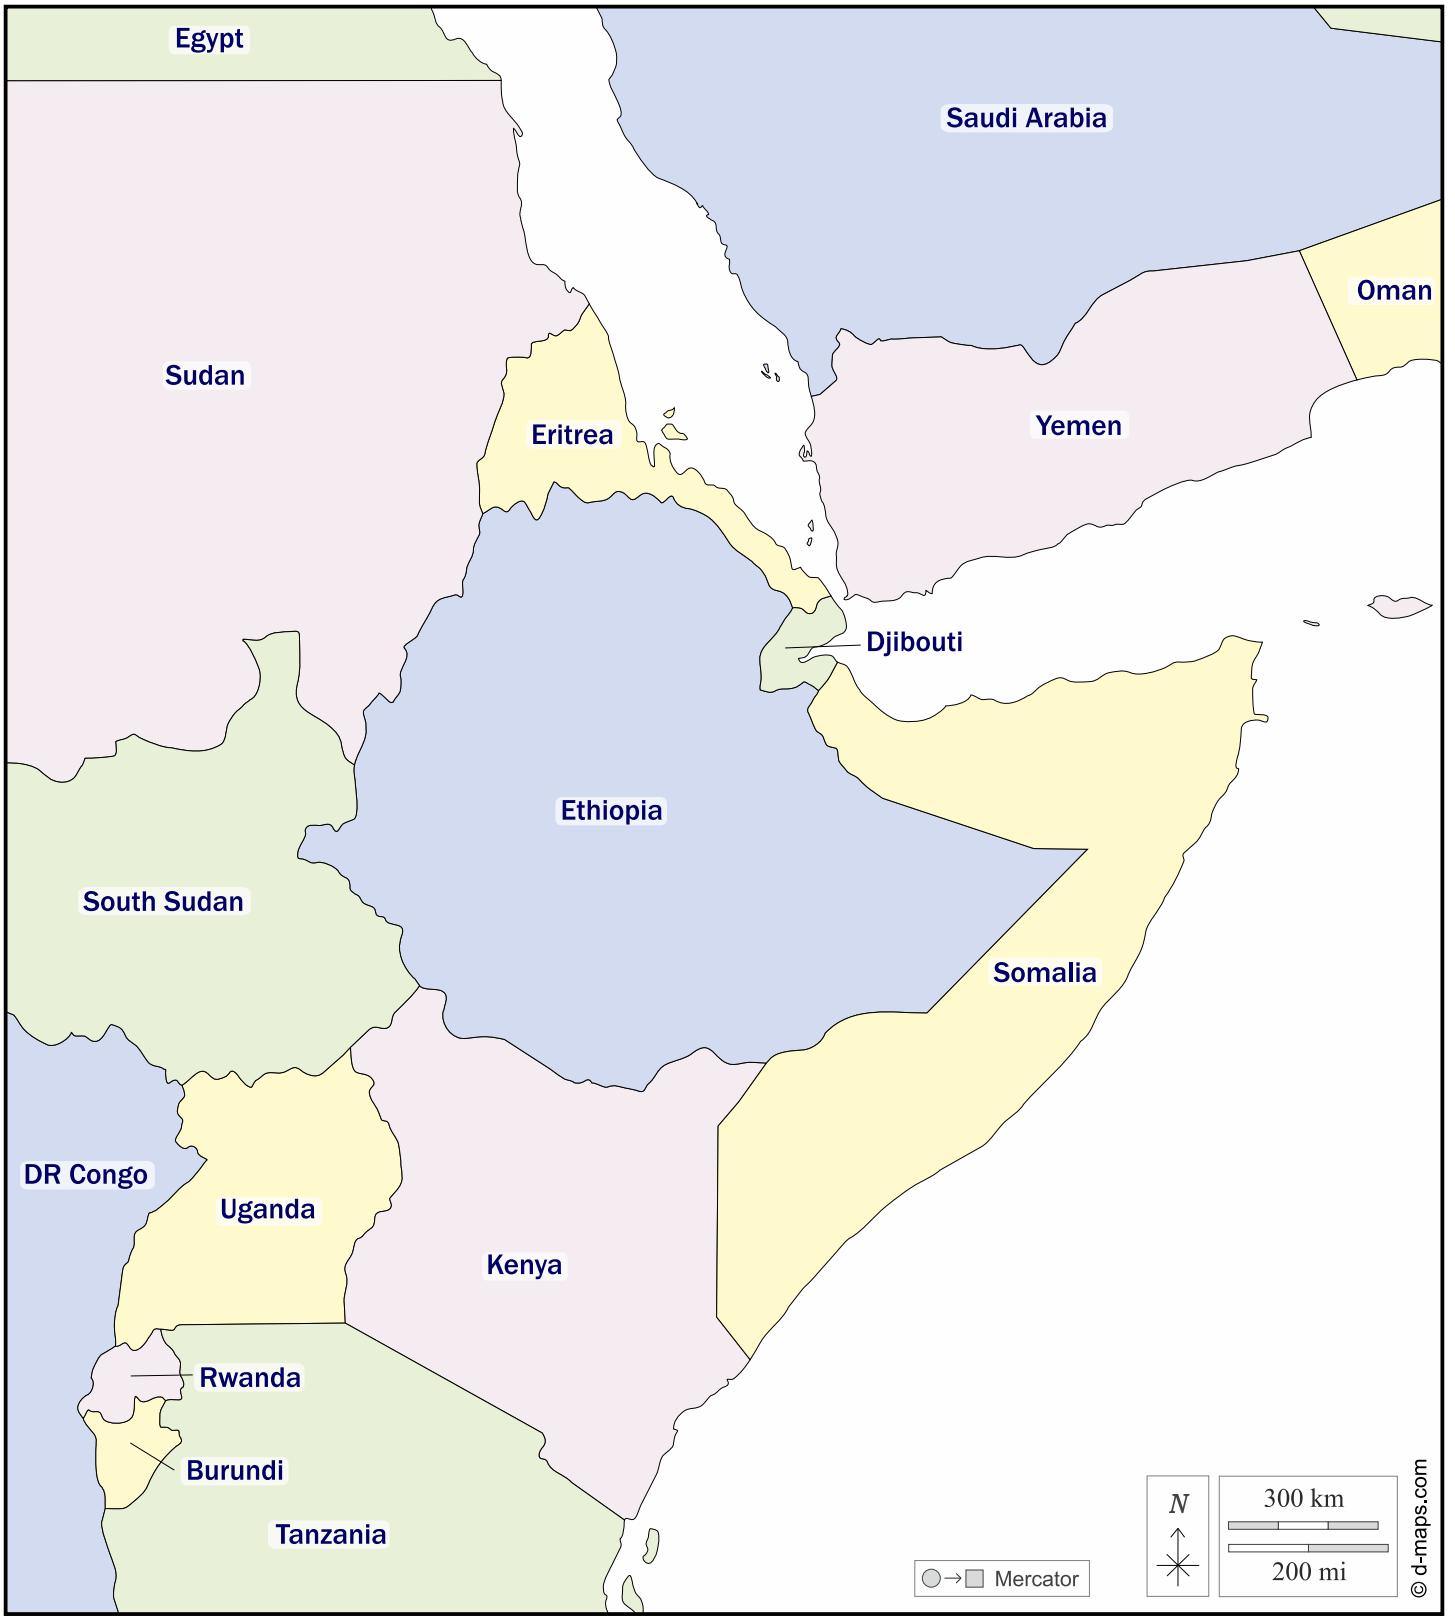 Egypt
Saudi Arabia
Oman
Sudan
Yemen
Eritrea
Djibouti
Ethiopia
South Sudan
Somalia
DR Congo
Uganda
Kenya
Rwanda
Burundi
Tanzania
N
300 km
200 mi
Mercator
© d-maps.com